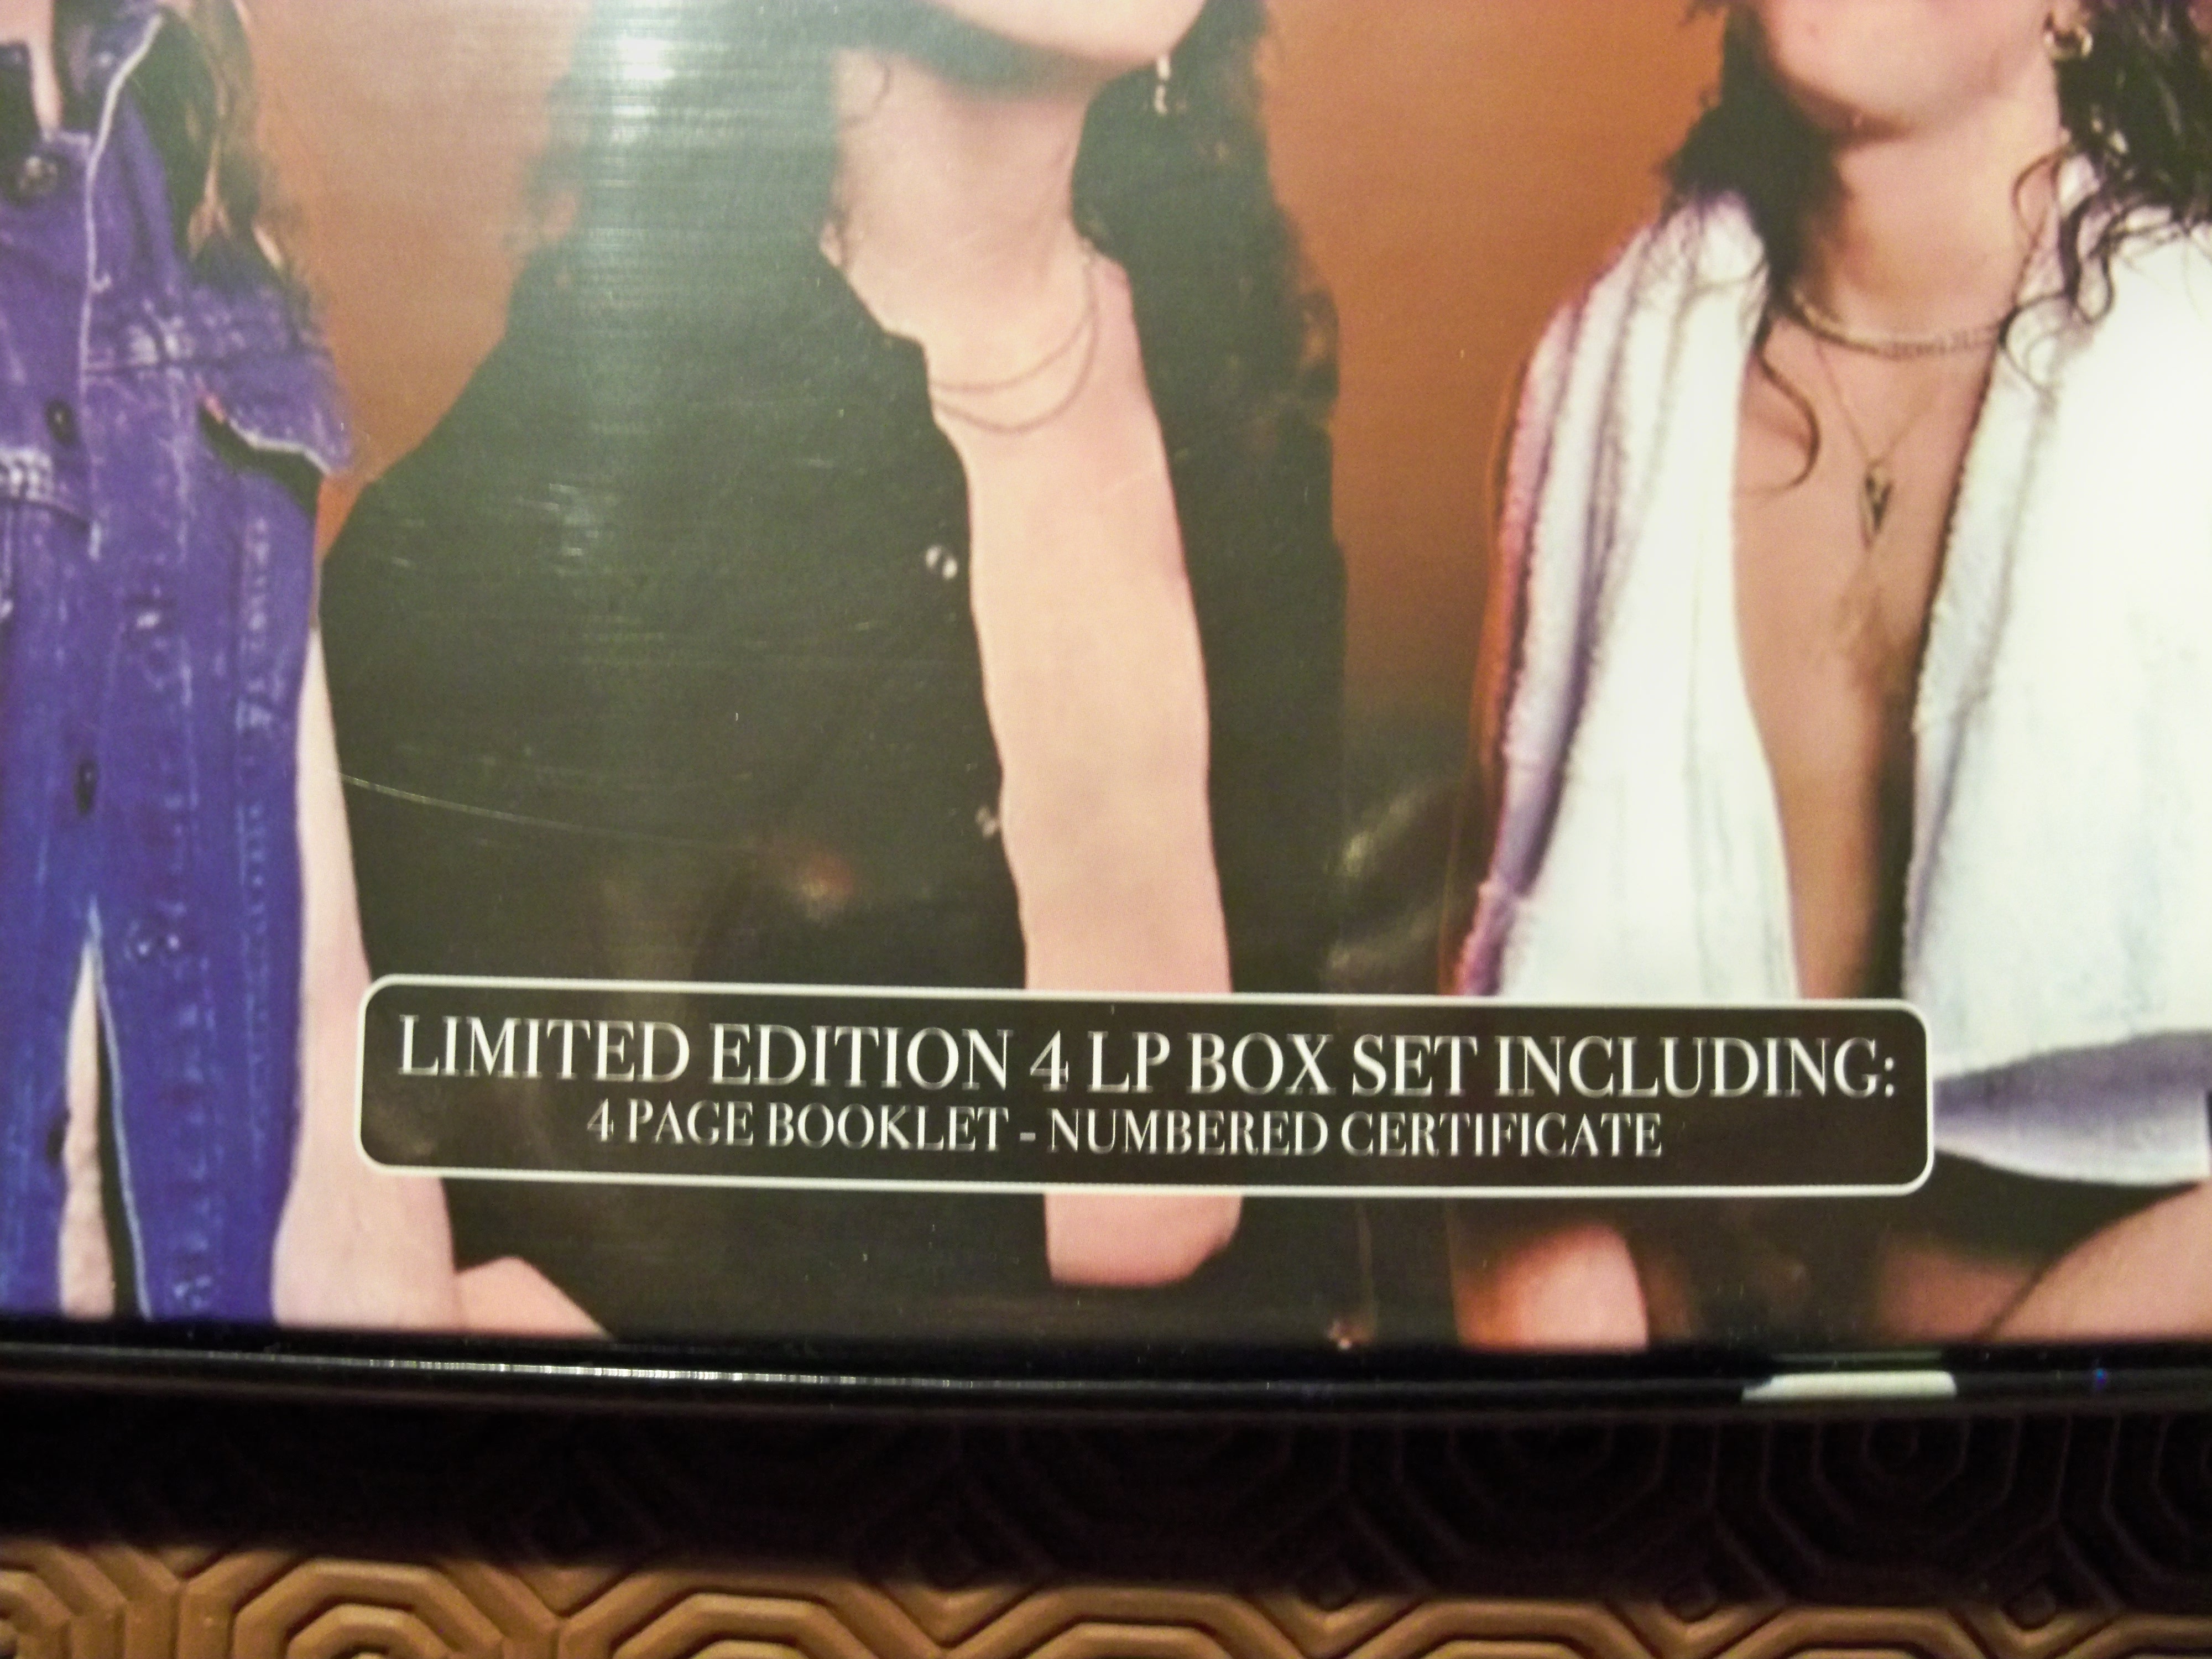 LIMITED EDITION 4 LP BOX SET INCLUDING:
4 PAGE BOOKLET - NUMBERED CERTIFICATE